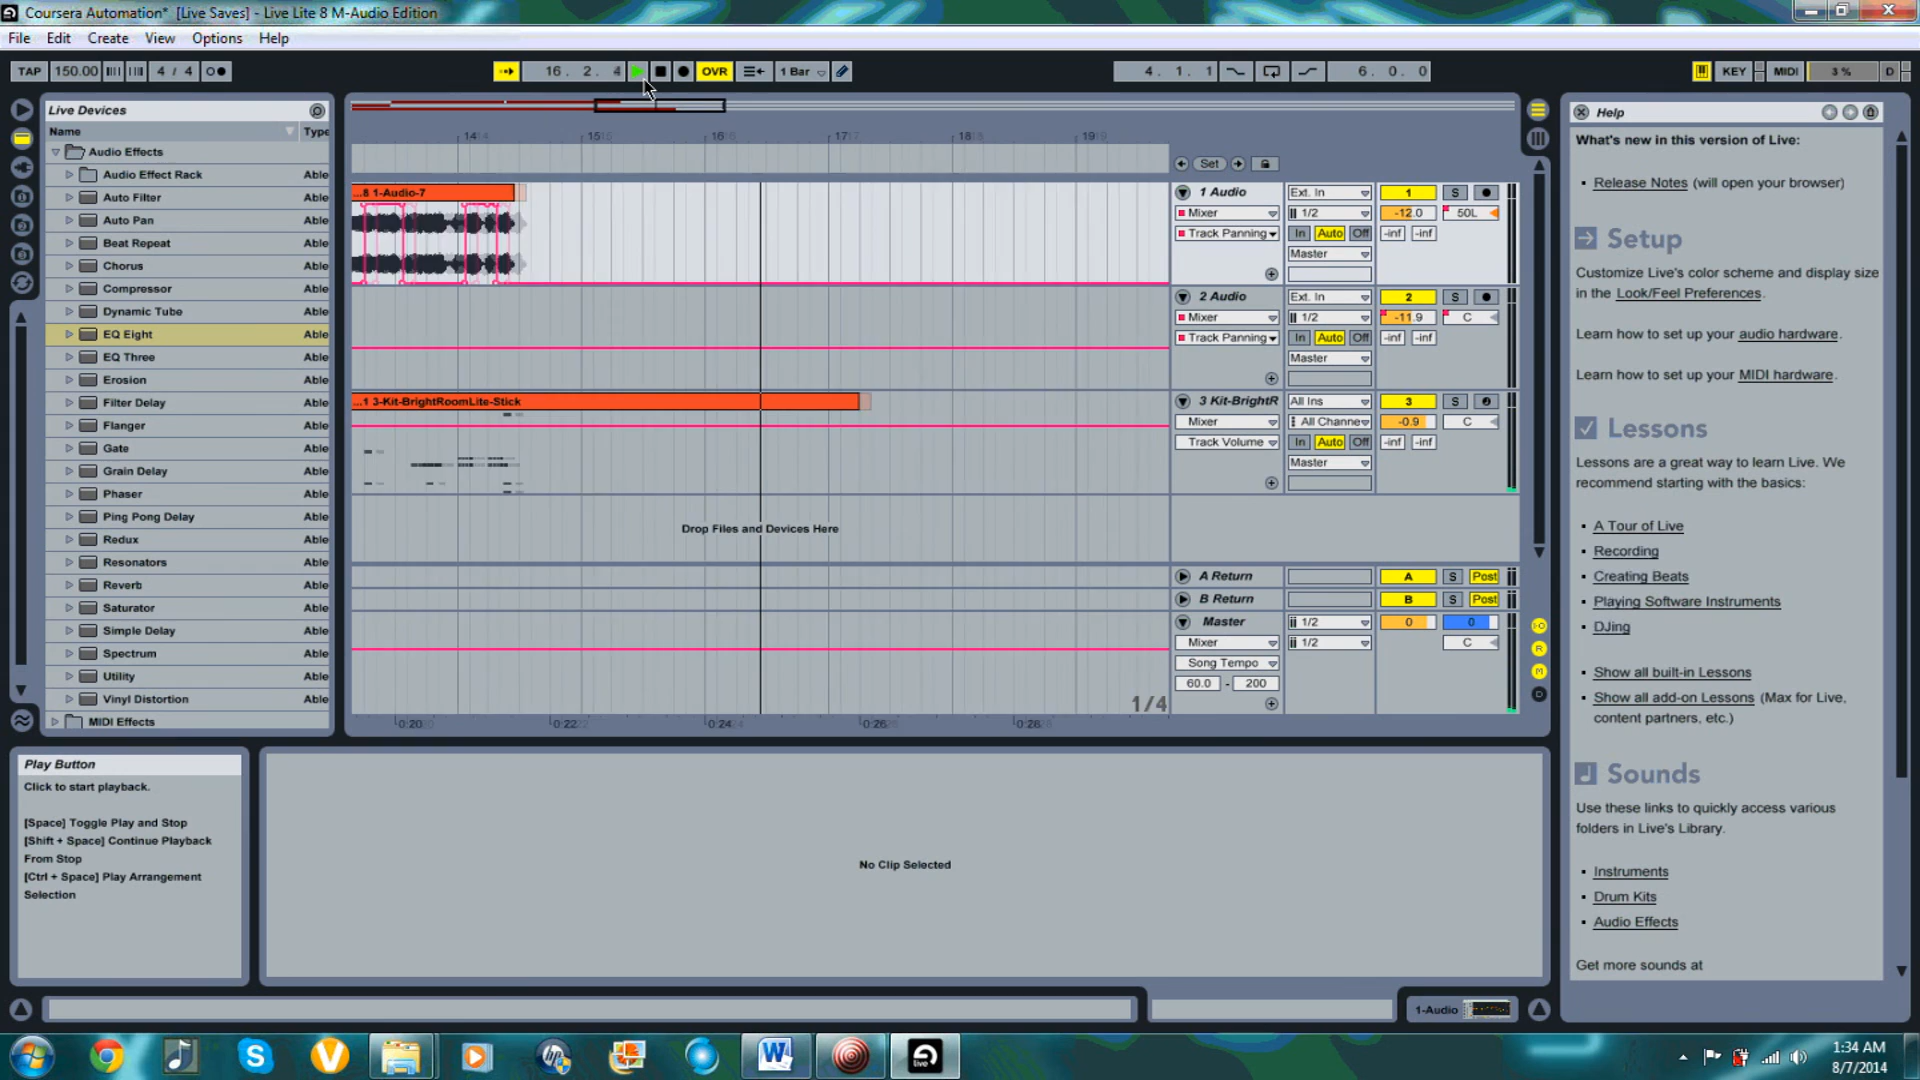 Coursera Automation* [Live Saves] - Live Lite 8 M-Audio Edition
File Edit Create View Options Help
TAP 150.00 4 / 4 16 . 2 . 4 OVR 1 Bar 4 . 1 . 1 6 . 0 . 0 KEY MIDI 3 % D
Live Devices
Name Type
Audio Effects
Audio Effect Rack Able
Auto Filter Able
Auto Pan Able
Beat Repeat Able
Chorus Able
Compressor Able
Dynamic Tube Able
EQ Eight Able
EQ Three Able
Erosion Able
Filter Delay Able
Flanger Able
Gate Able
Grain Delay Able
Phaser Able
Ping Pong Delay Able
Redux Able
Resonators Able
Reverb Able
Saturator Able
Simple Delay Able
Spectrum Able
Utility Able
Vinyl Distortion Able
MIDI Effects
Set
...8 1-Audio-7
1 Audio Ext. In 1 S
Mixer 1/2 -12.0 50L
Track Panning In Auto Off -inf -inf
Master
2 Audio Ext. In 2 S
Mixer 1/2 -11.9 C
Track Panning In Auto Off -inf -inf
Master
...1 3-Kit-BrightRoomLite-Stick
3 Kit-BrightR All Ins 3 S
Mixer All Channe -0.9 C
Track Volume In Auto Off -inf -inf
Master
Drop Files and Devices Here
A Return A S Post
B Return B S Post
Master 1/2 0 0
Mixer 1/2 C
Song Tempo
60.0 - 200
1/4
0:20 0:22 0:24 0:26 0:28
Help
What's new in this version of Live:
Release Notes (will open your browser)
Setup
Customize Live's color scheme and display size
in the Look/Feel Preferences.
Learn how to set up your audio hardware.
Learn how to set up your MIDI hardware.
Lessons
Lessons are a great way to learn Live. We
recommend starting with the basics:
A Tour of Live
Recording
Creating Beats
Playing Software Instruments
DJing
Show all built-in Lessons
Show all add-on Lessons (Max for Live,
content partners, etc.)
Sounds
Use these links to quickly access various
folders in Live's Library.
Instruments
Drum Kits
Audio Effects
Get more sounds at
Play Button
Click to start playback.
[Space] Toggle Play and Stop
[Shift + Space] Continue Playback
From Stop
[Ctrl + Space] Play Arrangement
Selection
No Clip Selected
1-Audio
1:34 AM
8/7/2014